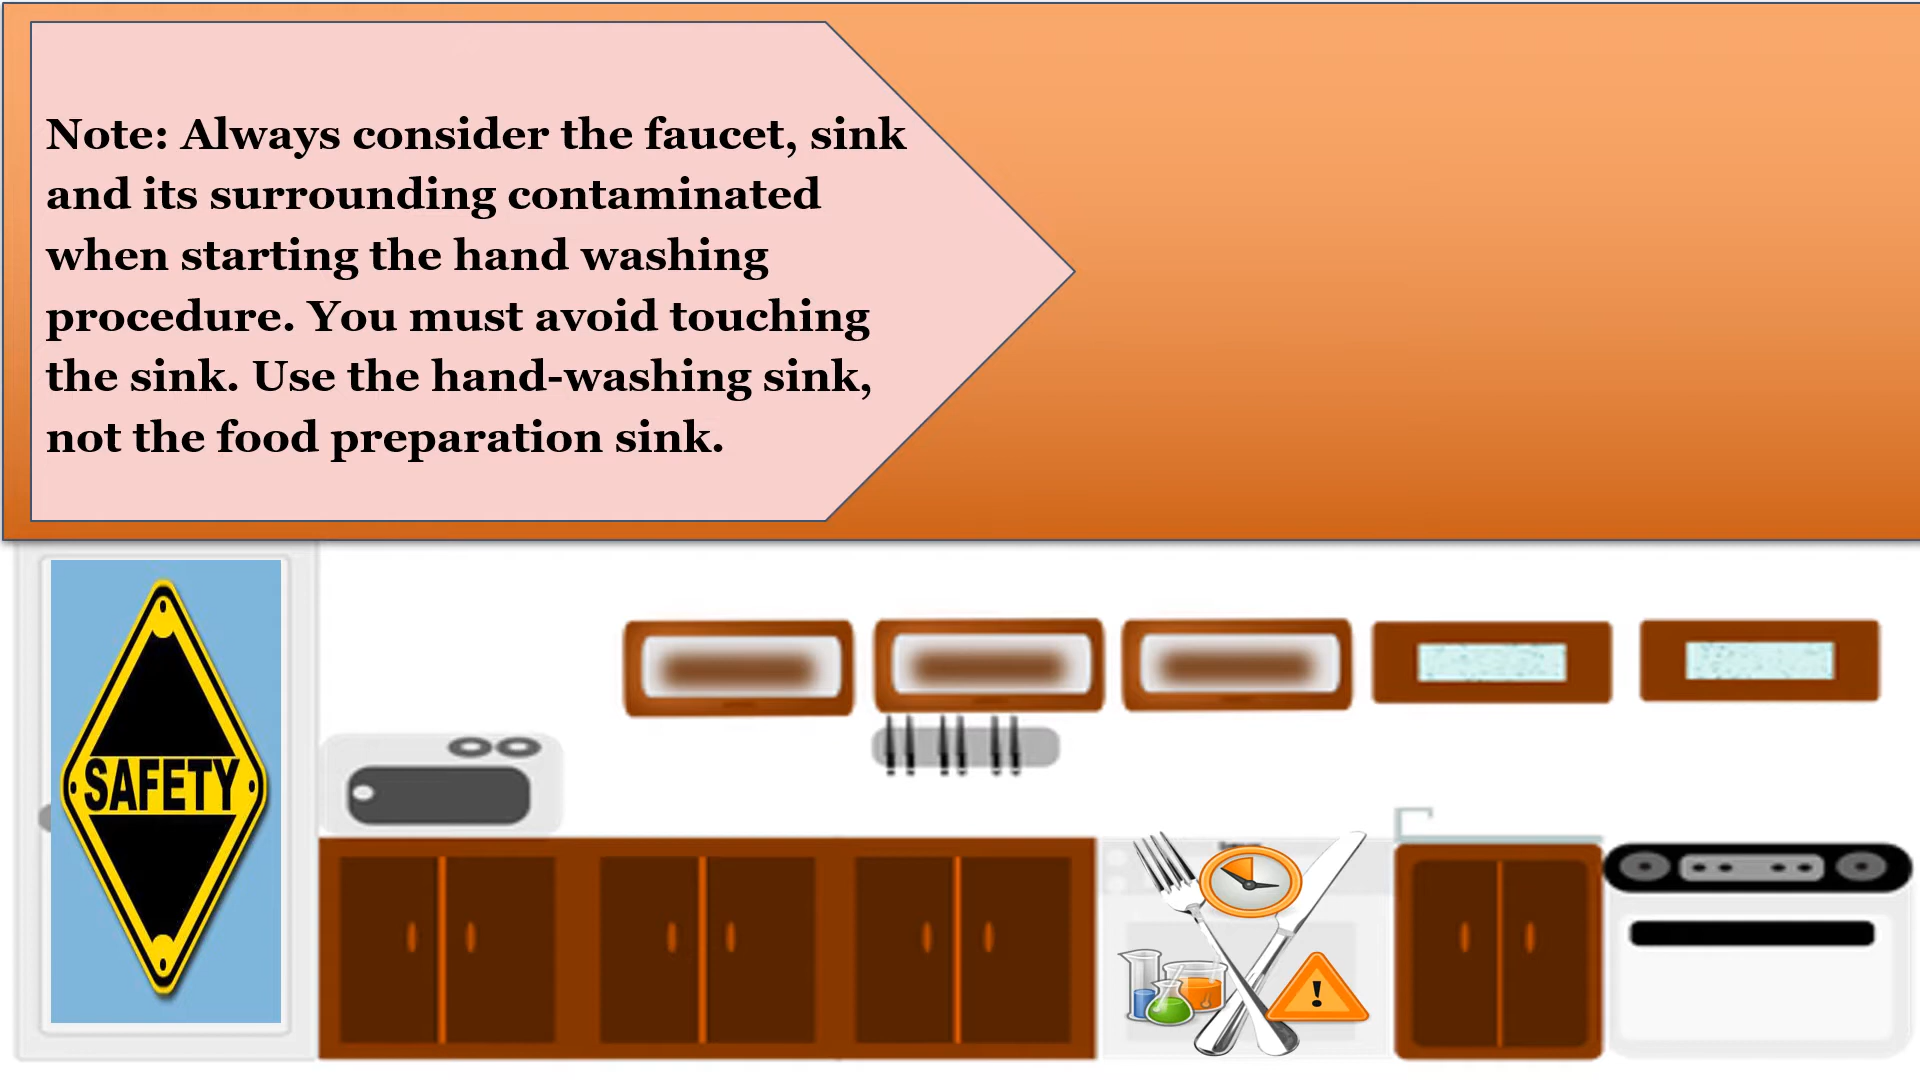 Note: Always consider the faucet, sink
and its surrounding contaminated
when starting the hand washing
procedure. You must avoid touching
the sink. Use the hand-washing sink,
not the food preparation sink.
SAFETY
!